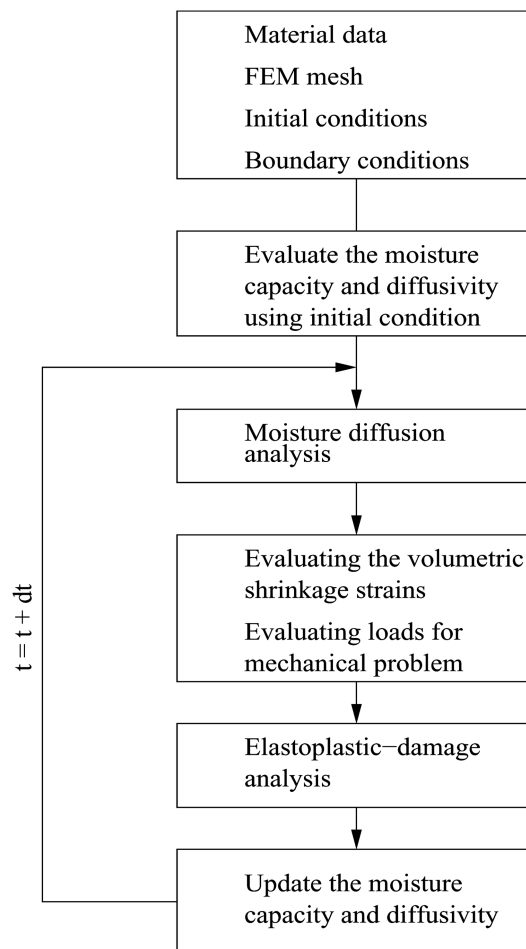 Material data
FEM mesh
Initial conditions
Boundary conditions
Evaluate the moisture
capacity and diffusivity
using initial condition
Moisture diffusion
analysis
Evaluating the volumetric
shrinkage strains
Evaluating loads for
mechanical problem
t = t + dt
Elastoplastic−damage
analysis
Update the moisture
capacity and diffusivity